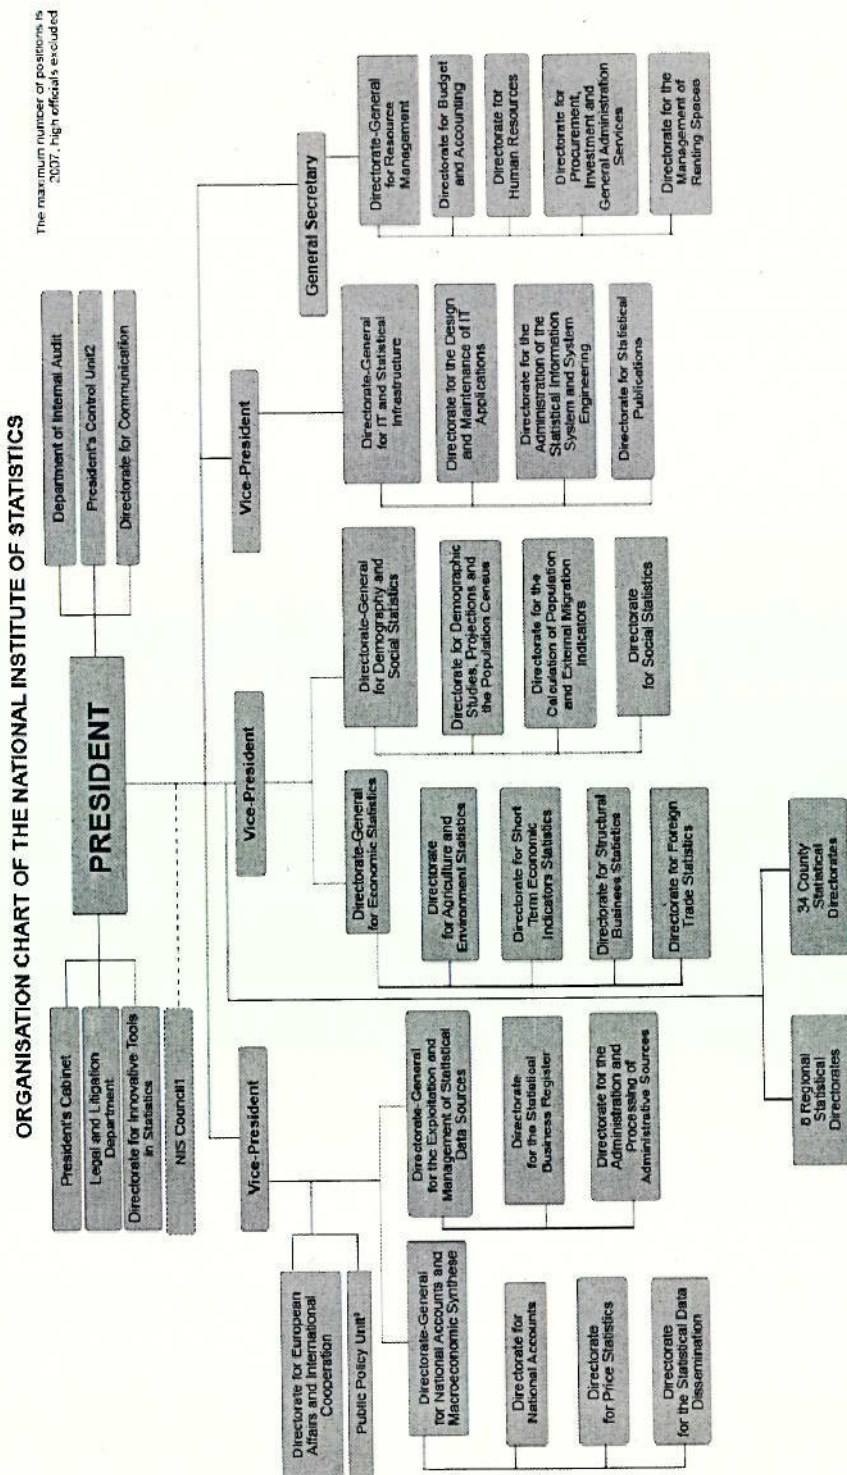 ORGANISATION CHART OF THE NATIONAL INSTITUTE OF STATISTICS
The maximum number of positions is
2007, high officials excluded
PRESIDENT
President's Cabinet
Legal and Litigation
Department
Directorate for Innovative Tools
in Statistics
NIS Council1
Department of Internal Audit
President's Control Unit2
Directorate for Communication
Vice-President
Directorate for European
Affairs and International
Cooperation
Public Policy Unit³
Directorate-General
for National Accounts and
Macroeconomic Synthese
Directorate for
National Accounts
Directorate
for Price Statistics
Directorate
for the Statistical Data
Dissemination
Directorate-General
for the Exploitation and
Management of Statistical
Data Sources
Directorate
for the Statistical
Business Register
Directorate for the
Administration and
Processing of
Administrative Sources
Vice-President
Directorate-General
for Economic Statistics
Directorate
for Agriculture and
Environment Statistics
Directorate for Short
Term Economic
Indicators Statistics
Directorate for Structural
Business Statistics
Directorate for Foreign
Trade Statistics
Directorate-General
for Demography and
Social Statistics
Directorate for Demographic
Studies, Projections and
the Population Census
Directorate for the
Calculation of Population
and External Migration
Indicators
Directorate
for Social Statistics
Vice-President
Directorate-General
for IT and Statistical
Infrastructure
Directorate for the Design
and Maintenance of IT
Applications
Directorate for the
Administration of the
Statistical Information
System and System
Engineering
Directorate for Statistical
Publications
General Secretary
Directorate-General
for Resource
Management
Directorate for Budget
and Accounting
Directorate for
Human Resources
Directorate for
Procurement,
Investment and
General Administration
Services
Directorate for the
Management of
Renting Spaces
8 Regional
Statistical
Directorates
34 County
Statistical
Directorates